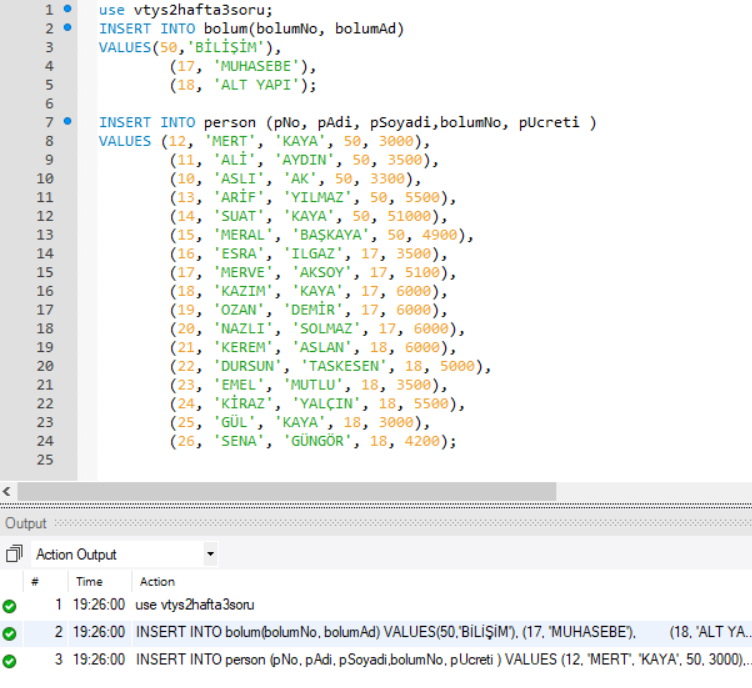 1 use vtys2hafta3soru;
2 INSERT INTO bolum(bolumNo, bolumAd)
3 VALUES(50,'BİLİŞİM'),
4 (17, 'MUHASEBE'),
5 (18, 'ALT YAPI');
6
7 INSERT INTO person (pNo, pAdi, pSoyadi,bolumNo, pUcreti )
8 VALUES (12, 'MERT', 'KAYA', 50, 3000),
9 (11, 'ALİ', 'AYDIN', 50, 3500),
10 (10, 'ASLI', 'AK', 50, 3300),
11 (13, 'ARİF', 'YILMAZ', 50, 5500),
12 (14, 'SUAT', 'KAYA', 50, 51000),
13 (15, 'MERAL', 'BAŞKAYA', 50, 4900),
14 (16, 'ESRA', 'ILGAZ', 17, 3500),
15 (17, 'MERVE', 'AKSOY', 17, 5100),
16 (18, 'KAZIM', 'KAYA', 17, 6000),
17 (19, 'OZAN', 'DEMİR', 17, 6000),
18 (20, 'NAZLI', 'SOLMAZ', 17, 6000),
19 (21, 'KEREM', 'ASLAN', 18, 6000),
20 (22, 'DURSUN', 'TASKESEN', 18, 5000),
21 (23, 'EMEL', 'MUTLU', 18, 3500),
22 (24, 'KİRAZ', 'YALÇIN', 18, 5500),
23 (25, 'GÜL', 'KAYA', 18, 3000),
24 (26, 'SENA', 'GÜNGÖR', 18, 4200);
25
Output
Action Output
# Time Action
1 19:26:00 use vtys2hafta3soru
2 19:26:00 INSERT INTO bolum(bolumNo, bolumAd) VALUES(50,'BİLİŞİM'), (17, 'MUHASEBE'), (18, 'ALT YA...
3 19:26:00 INSERT INTO person (pNo, pAdi, pSoyadi,bolumNo, pUcreti ) VALUES (12, 'MERT', 'KAYA', 50, 3000),...